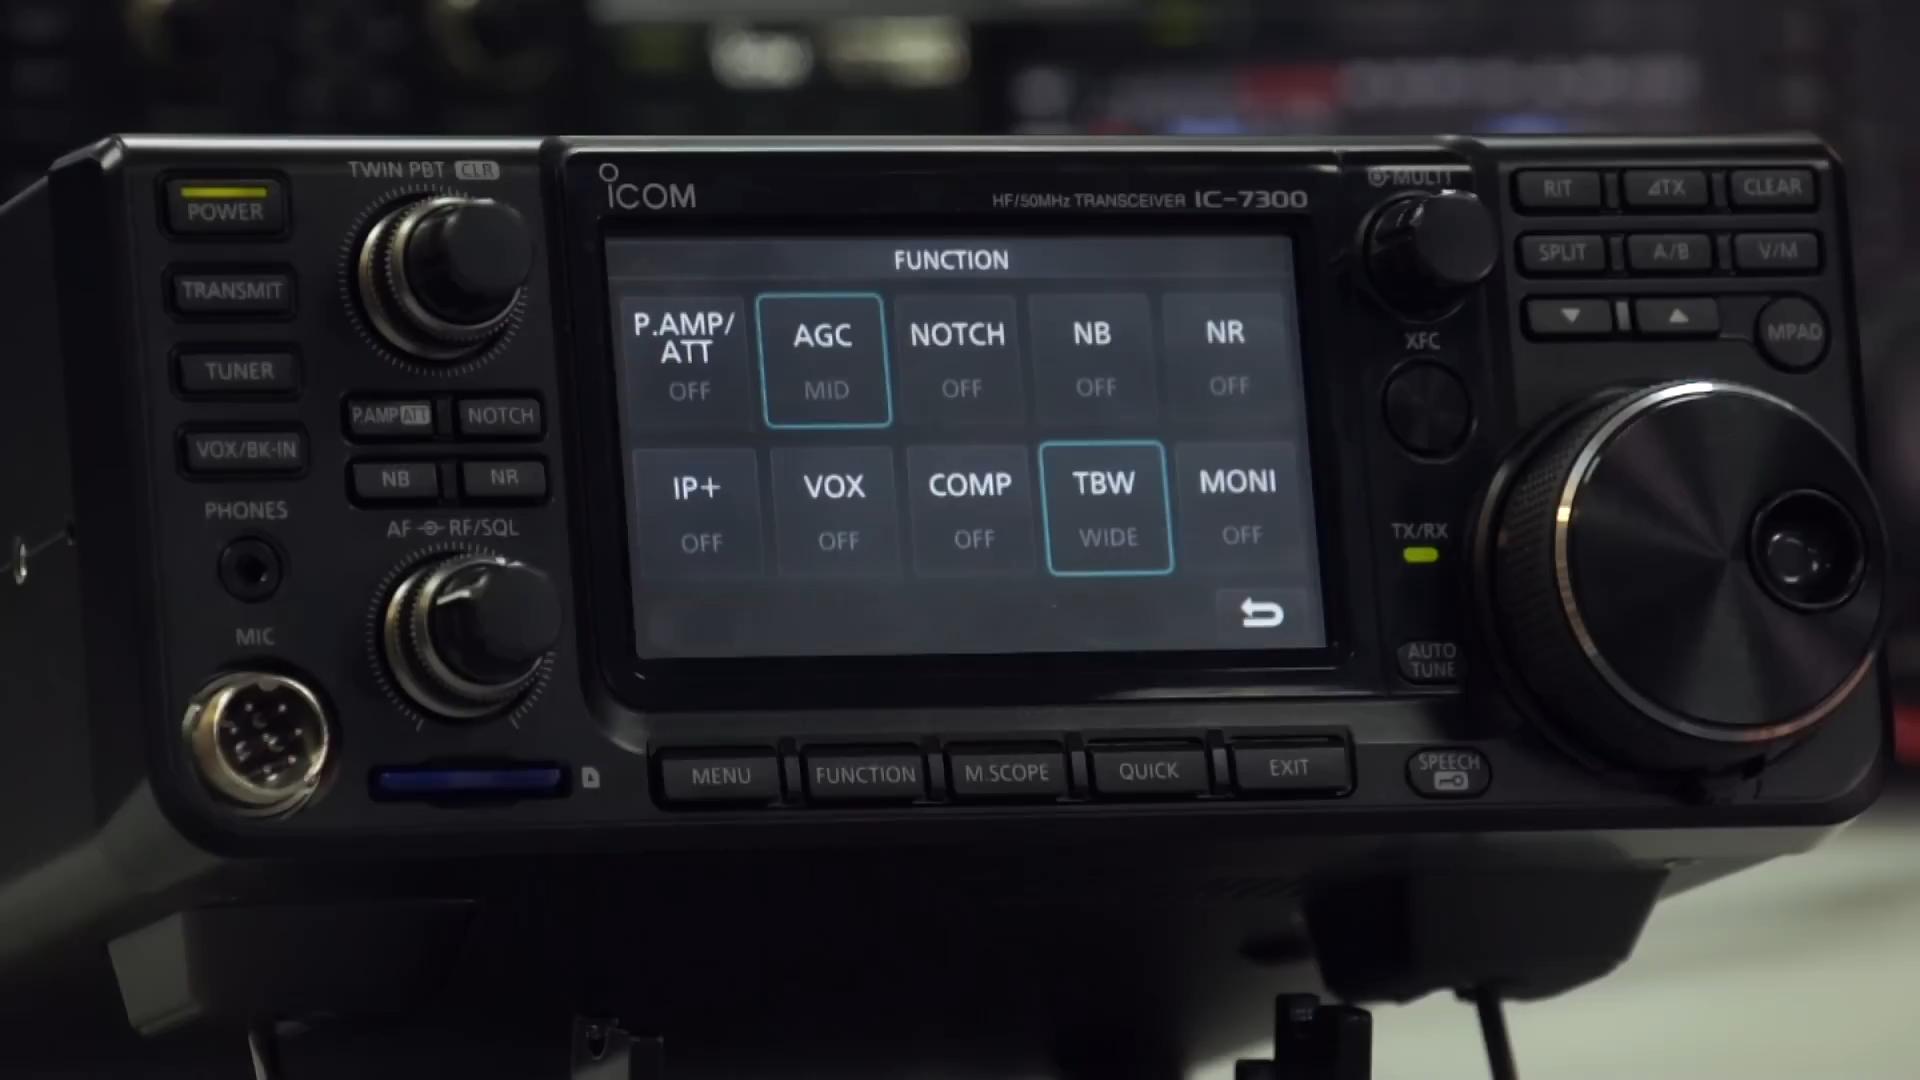 POWER
TRANSMIT
TUNER
VOX/BK-IN
PHONES
MIC
TWIN PBT CLR
P.AMP ATT
NOTCH
NB
NR
AF RF/SQL
ICOM
HF/50MHz TRANSCEIVER IC-7300
FUNCTION
P.AMP/
ATT
OFF
AGC
MID
NOTCH
OFF
NB
OFF
NR
OFF
IP+
OFF
VOX
OFF
COMP
OFF
TBW
WIDE
MONI
OFF
MENU
FUNCTION
M.SCOPE
QUICK
EXIT
MULTI
XFC
TX/RX
AUTO
TUNE
SPEECH
RIT
⊿TX
CLEAR
SPLIT
A/B
V/M
MPAD